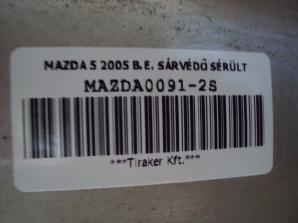 MAZDA 5 2005 B.E. SÁRVÉDŐ SÉRÜLT
MAZDA0091-2S
***Tiraker Kft.***